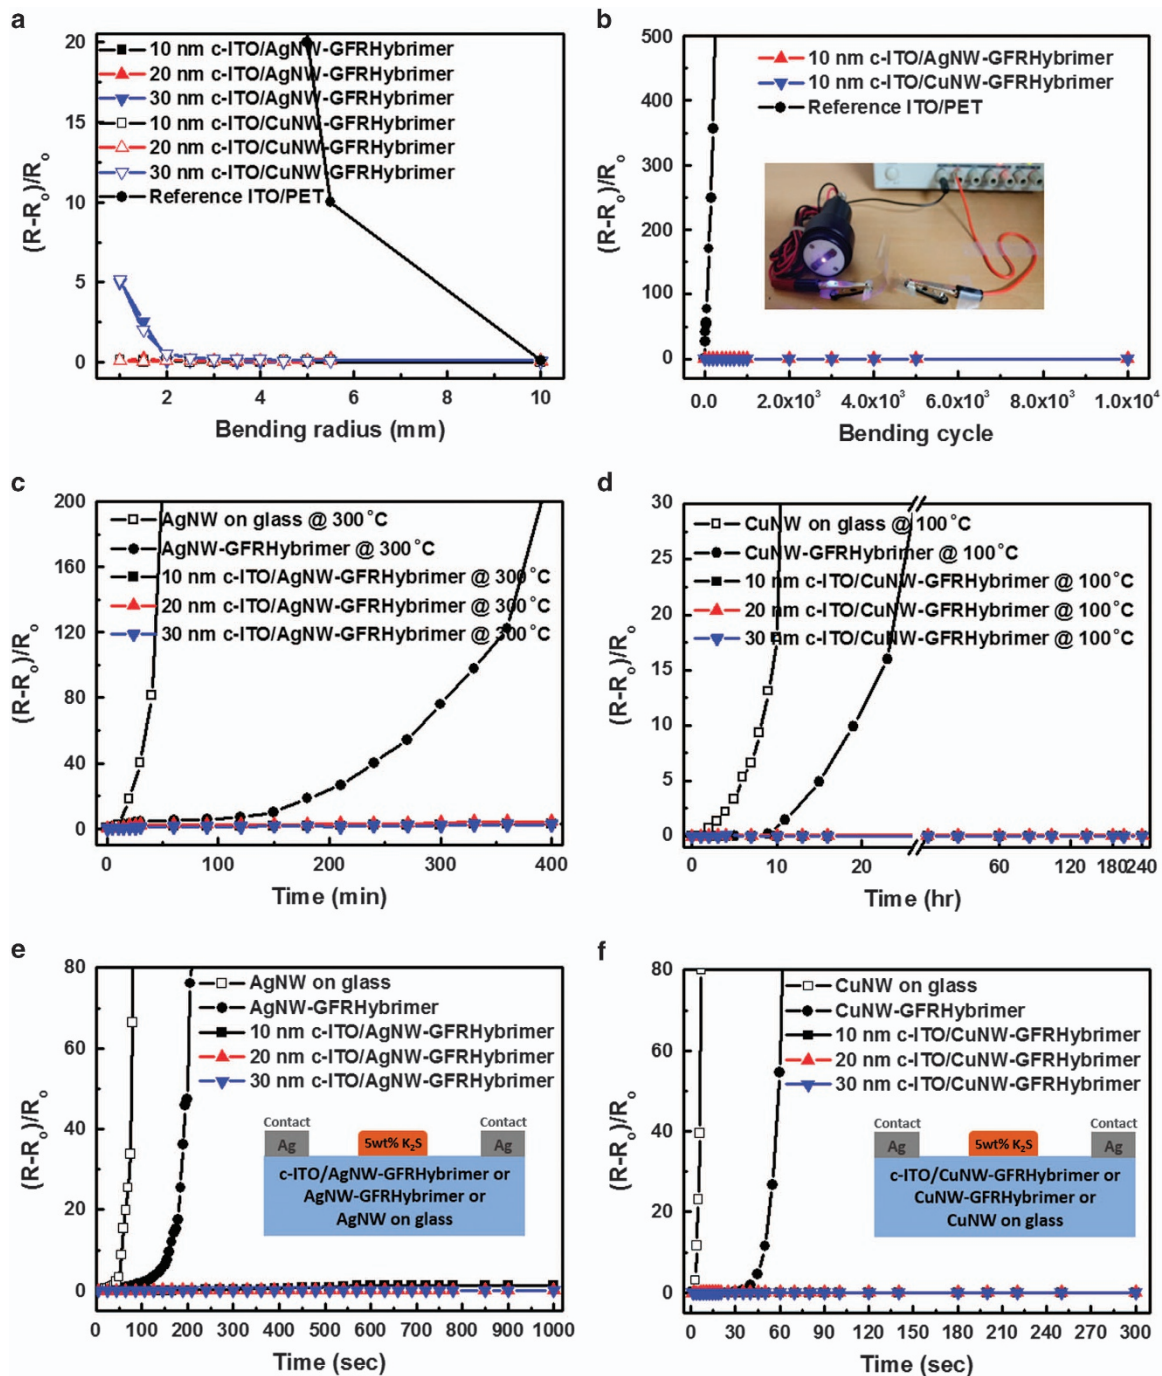 a
(R-Rₒ)/Rₒ
20
15
10
5
0
10 nm c-ITO/AgNW-GFRHybrimer
20 nm c-ITO/AgNW-GFRHybrimer
30 nm c-ITO/AgNW-GFRHybrimer
10 nm c-ITO/CuNW-GFRHybrimer
20 nm c-ITO/CuNW-GFRHybrimer
30 nm c-ITO/CuNW-GFRHybrimer
Reference ITO/PET
2 4 6 8 10
Bending radius (mm)
b
(R-Rₒ)/Rₒ
500
400
300
200
100
0
10 nm c-ITO/AgNW-GFRHybrimer
10 nm c-ITO/CuNW-GFRHybrimer
Reference ITO/PET
0.0 2.0x10³ 4.0x10³ 6.0x10³ 8.0x10³ 1.0x10⁴
Bending cycle
c
(R-Rₒ)/Rₒ
200
160
120
80
40
0
AgNW on glass @ 300°C
AgNW-GFRHybrimer @ 300°C
10 nm c-ITO/AgNW-GFRHybrimer @ 300°C
20 nm c-ITO/AgNW-GFRHybrimer @ 300°C
30 nm c-ITO/AgNW-GFRHybrimer @ 300°C
0 100 200 300 400
Time (min)
d
(R-Rₒ)/Rₒ
30
25
20
15
10
5
0
CuNW on glass @ 100°C
CuNW-GFRHybrimer @ 100°C
10 nm c-ITO/CuNW-GFRHybrimer @ 100°C
20 nm c-ITO/CuNW-GFRHybrimer @ 100°C
30 nm c-ITO/CuNW-GFRHybrimer @ 100°C
0 10 20 60 120 180 240
Time (hr)
e
(R-Rₒ)/Rₒ
80
60
40
20
0
AgNW on glass
AgNW-GFRHybrimer
10 nm c-ITO/AgNW-GFRHybrimer
20 nm c-ITO/AgNW-GFRHybrimer
30 nm c-ITO/AgNW-GFRHybrimer
Contact Contact
Ag 5wt% K₂S Ag
c-ITO/AgNW-GFRHybrimer or
AgNW-GFRHybrimer or
AgNW on glass
0 100 200 300 400 500 600 700 800 900 1000
Time (sec)
f
(R-Rₒ)/Rₒ
80
60
40
20
0
CuNW on glass
CuNW-GFRHybrimer
10 nm c-ITO/CuNW-GFRHybrimer
20 nm c-ITO/CuNW-GFRHybrimer
30 nm c-ITO/CuNW-GFRHybrimer
Contact Contact
Ag 5wt% K₂S Ag
c-ITO/CuNW-GFRHybrimer or
CuNW-GFRHybrimer or
CuNW on glass
0 30 60 90 120 150 180 210 240 270 300
Time (sec)